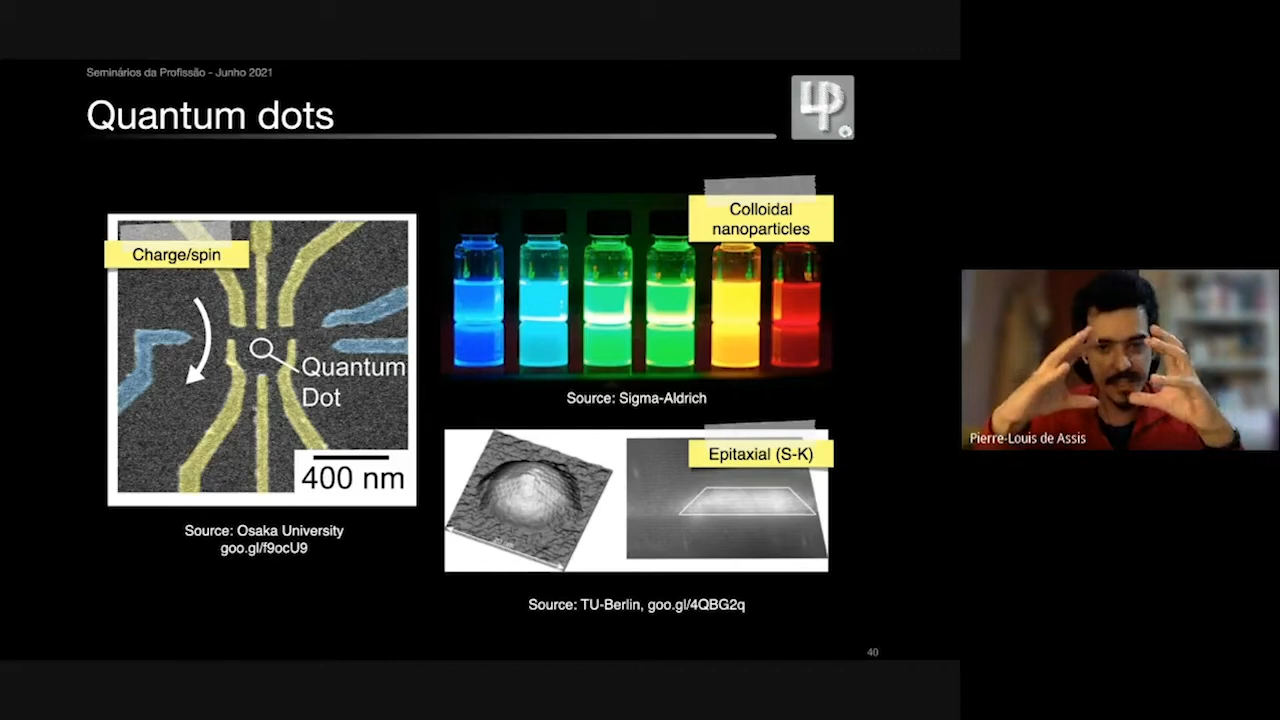 Seminários da Profissão - Junho 2021
Quantum dots
Charge/spin
Quantum
Dot
400 nm
Source: Osaka University
goo.gl/f9ocU9
Colloidal
nanoparticles
Source: Sigma-Aldrich
Epitaxial (S-K)
Source: TU-Berlin, goo.gl/4QBG2q
40
Pierre-Louis de Assis